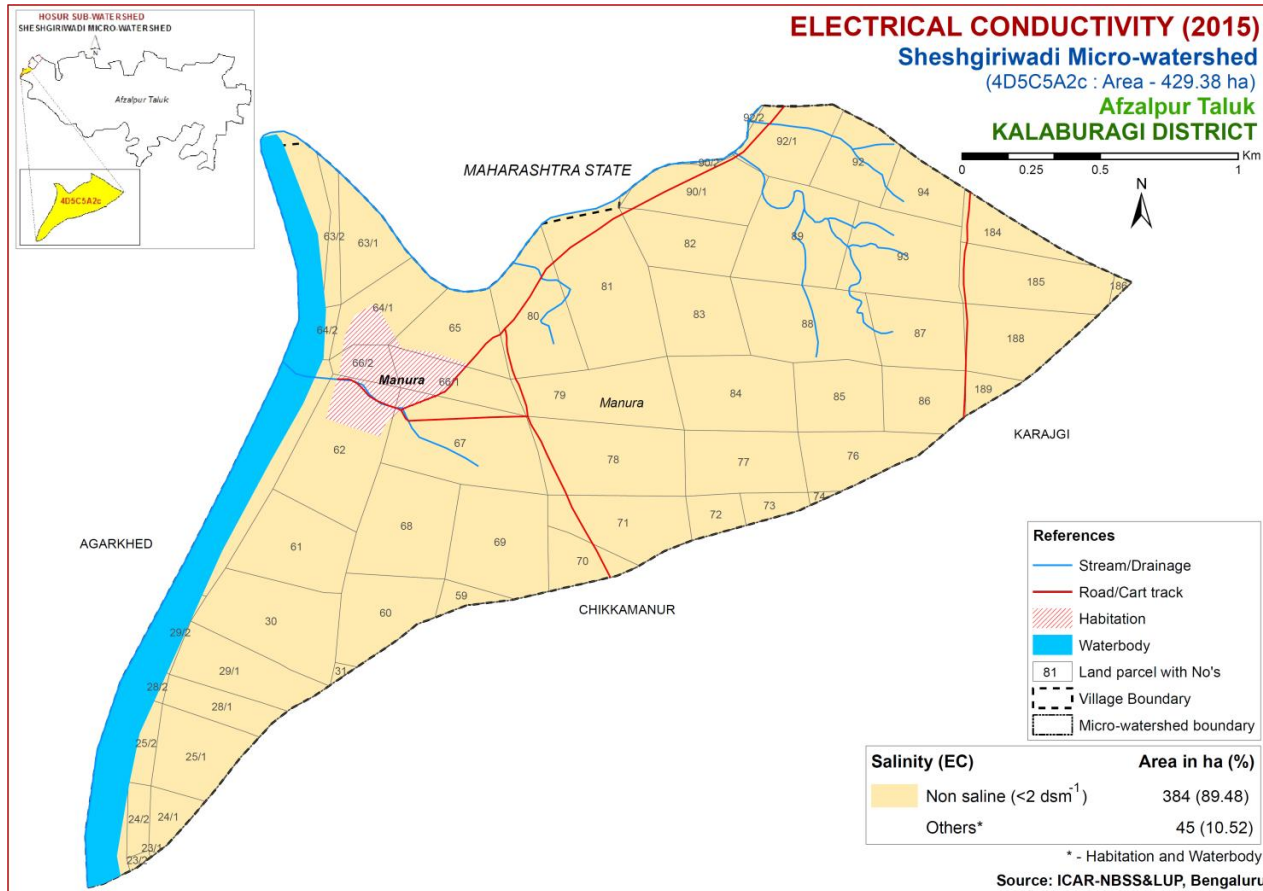 HOSUR SUB-WATERSHED
SHESHGIRIWADI MICRO-WATERSHED
N
Afzalpur Taluk
4D5C5A2c
ELECTRICAL CONDUCTIVITY (2015)
Sheshgiriwadi Micro-watershed
(4D5C5A2c : Area - 429.38 ha)
Afzalpur Taluk
KALABURAGI DISTRICT
Km
0 0.25 0.5 1
N
MAHARASHTRA STATE
92/2
92/1
92
90/2
90/1
94
63/2
63/1
82
89
93
184
185
186
81
64/1
64/2
65
80
83
88
87
188
66/2
Manura
66/1
79
Manura
84
85
86
189
KARAJGI
62
67
78
77
76
74
73
72
71
68
69
70
AGARKHED
61
60
59
CHIKKAMANUR
30
29/2
29/1
31
28/2
28/1
25/2
25/1
24/2
24/1
23/1
23/2
References
Stream/Drainage
Road/Cart track
Habitation
Waterbody
81 Land parcel with No's
Village Boundary
Micro-watershed boundary
Salinity (EC) Area in ha (%)
Non saline (<2 dsm⁻¹) 384 (89.48)
Others* 45 (10.52)
* - Habitation and Waterbody
Source: ICAR-NBSS&LUP, Bengaluru